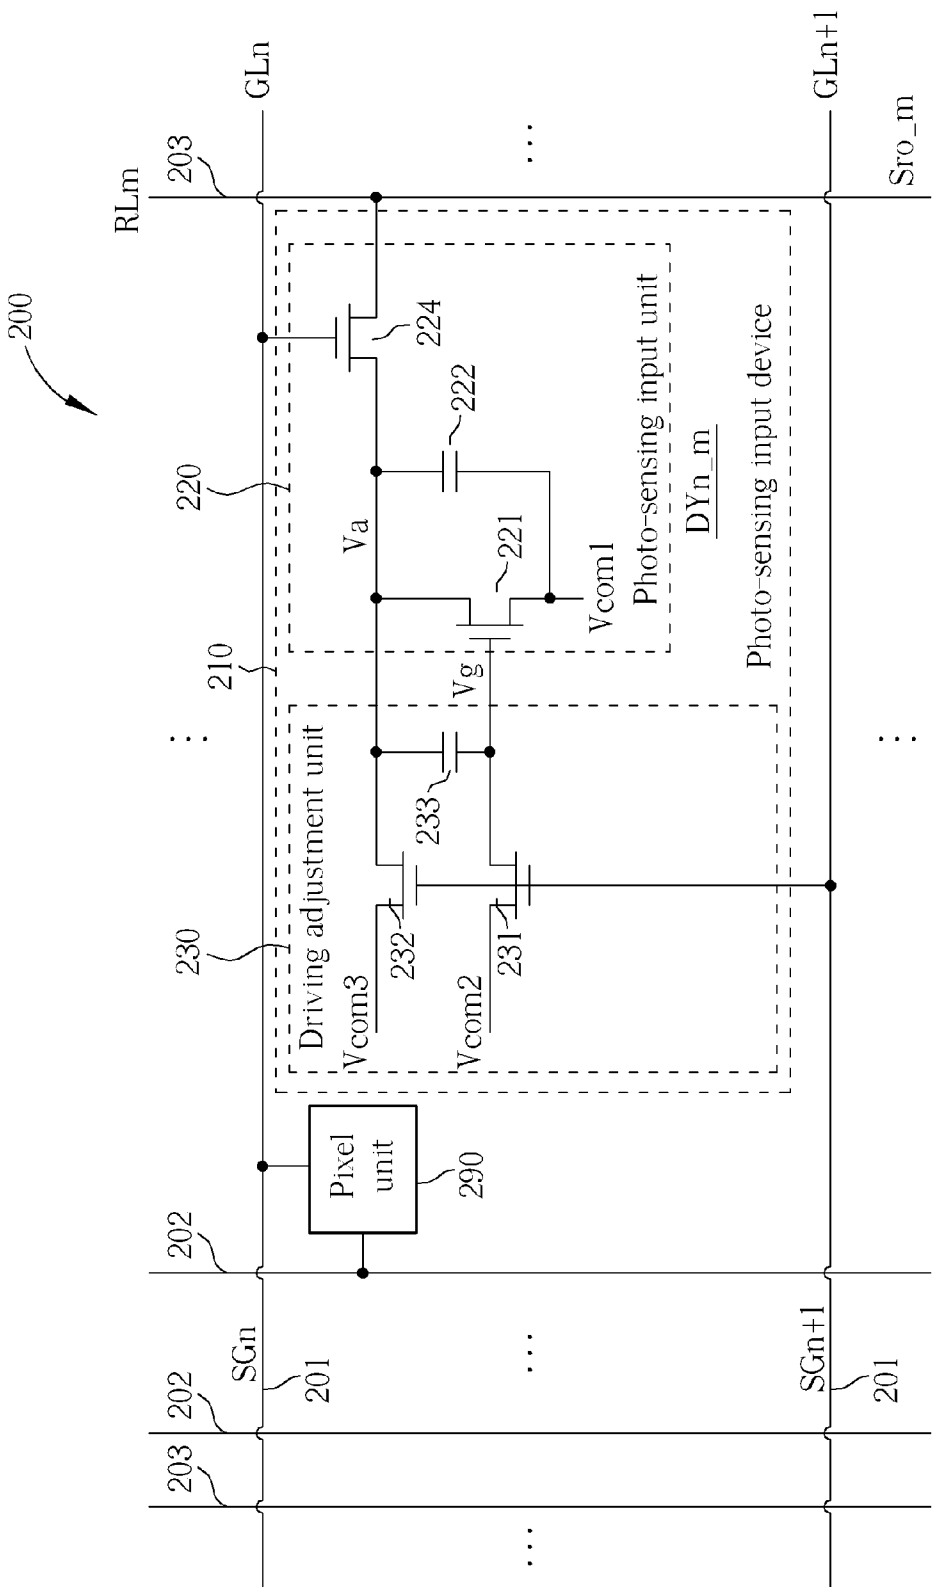 200
RLm
203
GLn
GLn+1
Sro_m
...
224
220
222
Va
221
Vcom1
Photo-sensing input unit
DYn_m
Photo-sensing input device
210
Vg
...
...
Driving adjustment unit
233
230
232
231
Vcom3
Vcom2
Pixel
unit
290
202
SGn
201
...
SGn+1
201
202
203
...